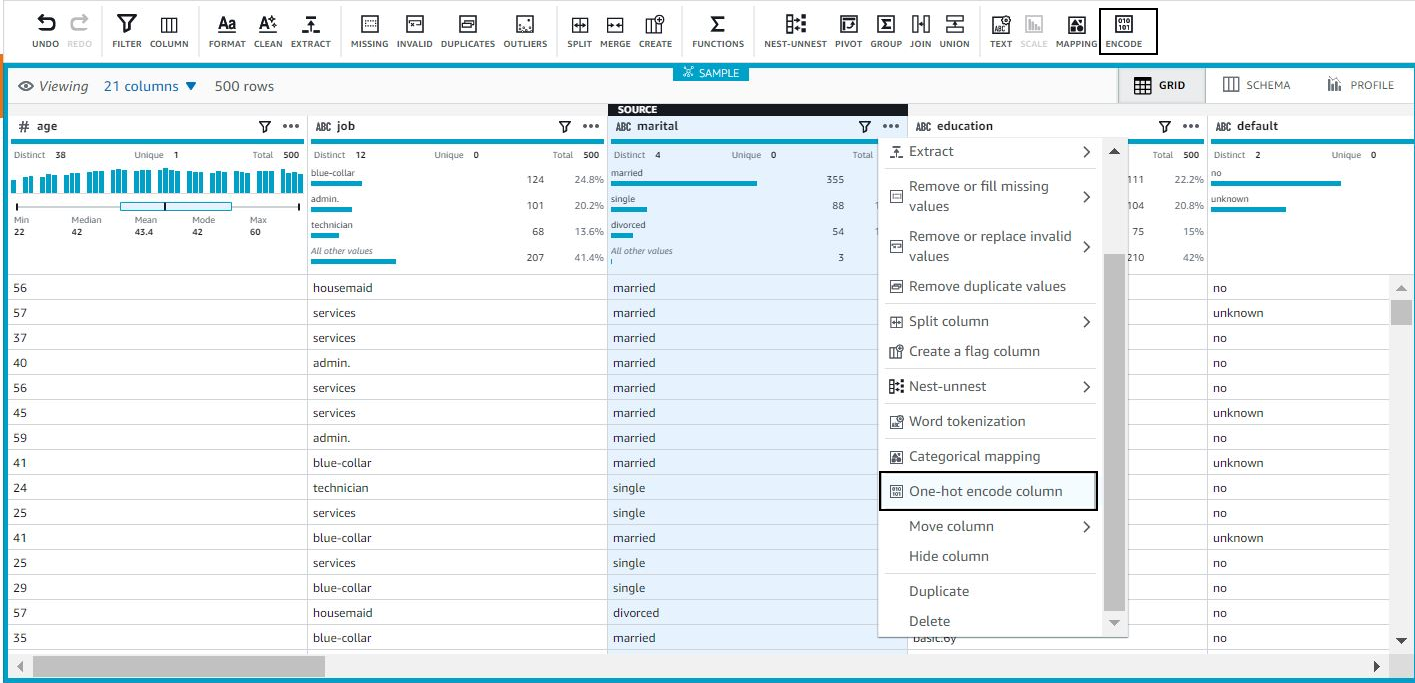 UNDO REDO FILTER COLUMN FORMAT CLEAN EXTRACT MISSING INVALID DUPLICATES OUTLIERS SPLIT MERGE CREATE FUNCTIONS NEST-UNNEST PIVOT GROUP JOIN UNION TEXT SCALE MAPPING ENCODE
SAMPLE
Viewing 21 columns 500 rows GRID SCHEMA PROFILE
SOURCE
# age ABC job ABC marital ABC education ABC default
Distinct 38 Unique 1 Total 500 Distinct 12 Unique 0 Total 500 Distinct 4 Unique 0 Total Total 500 Distinct 2 Unique 0
blue-collar 124 24.8% married 355 111 22.2% no
admin. 101 20.2% single 88 104 20.8% unknown
technician 68 13.6% divorced 54 75 15%
All other values 207 41.4% All other values 3 210 42%
Min Median Mean Mode Max
22 42 43.4 42 60
Extract
Remove or fill missing
values
Remove or replace invalid
values
Remove duplicate values
Split column
Create a flag column
Nest-unnest
Word tokenization
Categorical mapping
One-hot encode column
Move column
Hide column
Duplicate
Delete
56 housemaid married no
57 services married unknown
37 services married no
40 admin. married no
56 services married no
45 services married unknown
59 admin. married no
41 blue-collar married unknown
24 technician single no
25 services single no
41 blue-collar married unknown
25 services single no
29 blue-collar single no
57 housemaid divorced no
35 blue-collar married basic.6y no